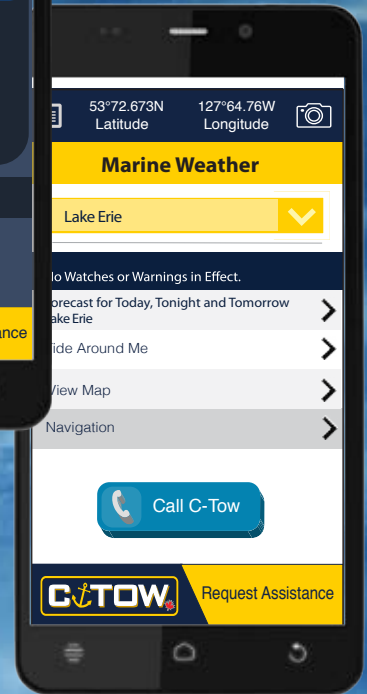 53°72.673N 127°64.76W
Latitude Longitude
Marine Weather
Lake Erie
o Watches or Warnings in Effect.
orecast for Today, Tonight and Tomorrow
ake Erie
ide Around Me
iew Map
Navigation
ance
Call C-Tow
C-TOW
Request Assistance